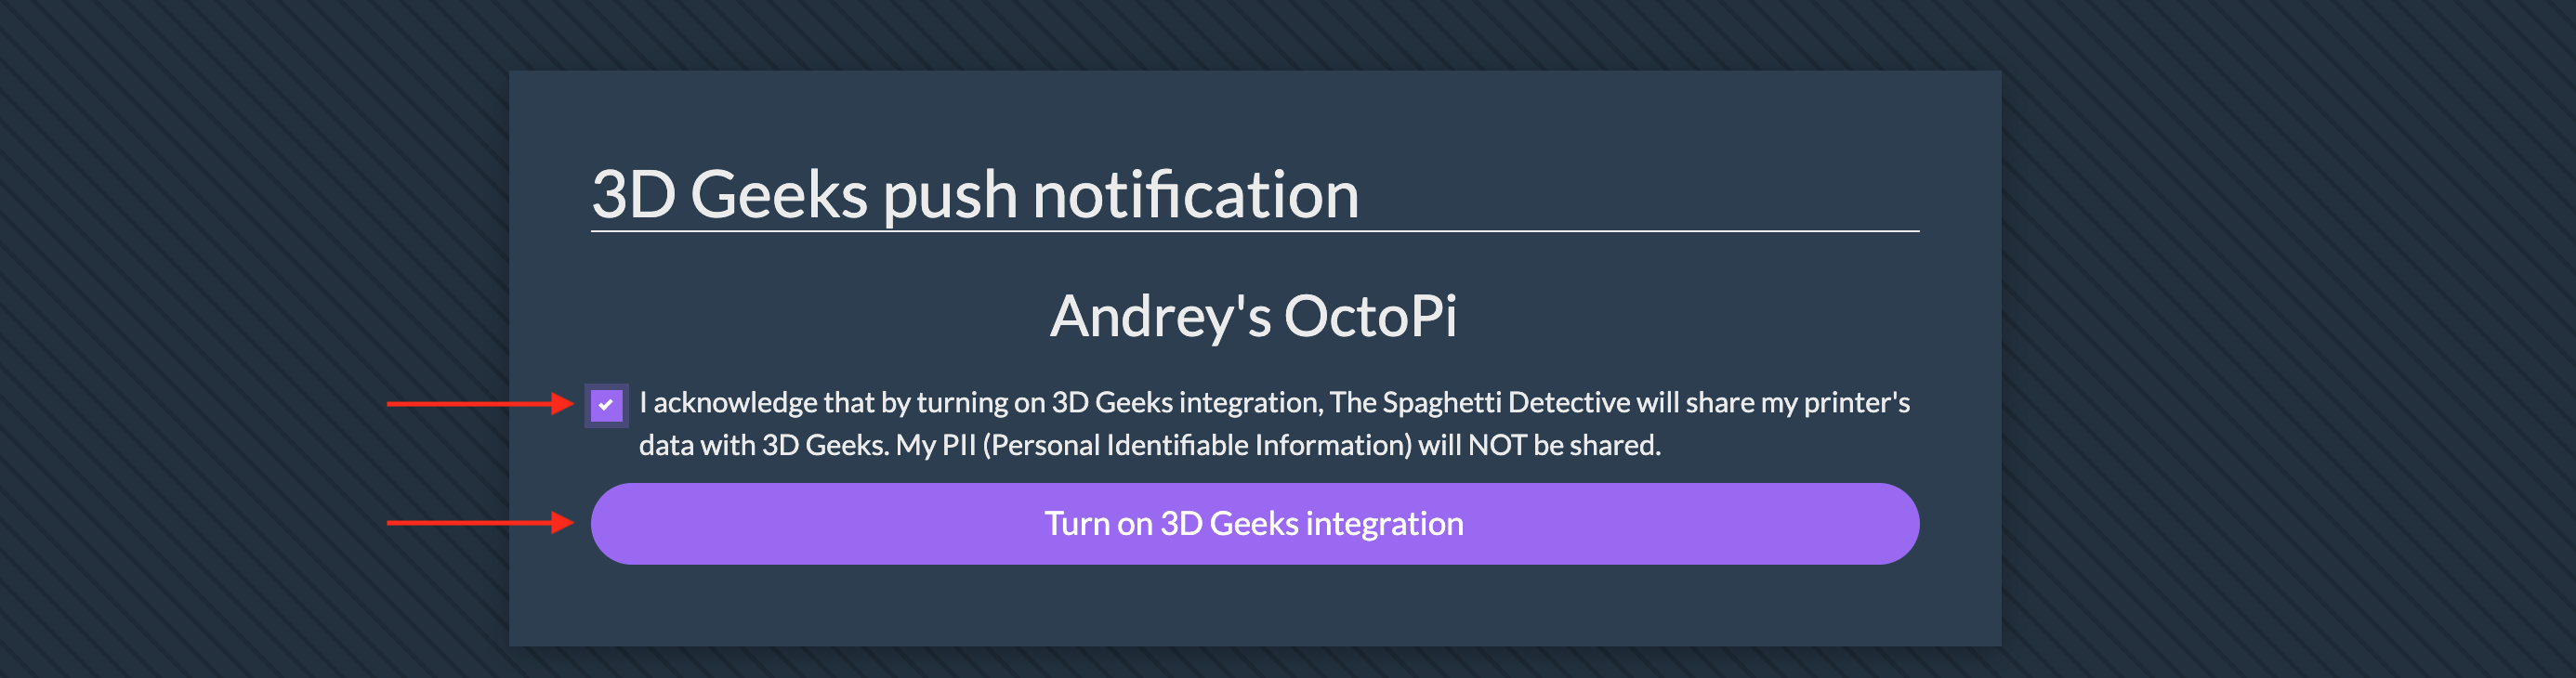 3D Geeks push notification
Andrey's OctoPi
I acknowledge that by turning on 3D Geeks integration, The Spaghetti Detective will share my printer's
data with 3D Geeks. My PII (Personal Identifiable Information) will NOT be shared.
Turn on 3D Geeks integration